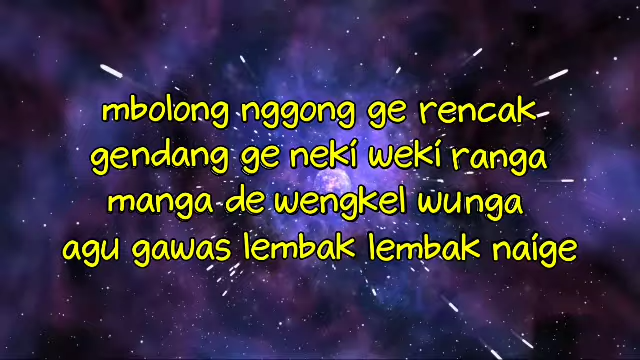 mbolong nggong ge rencak
gendang ge neki weki ranga
manga de wengkel wunga
agu gawas lembak lembak naige